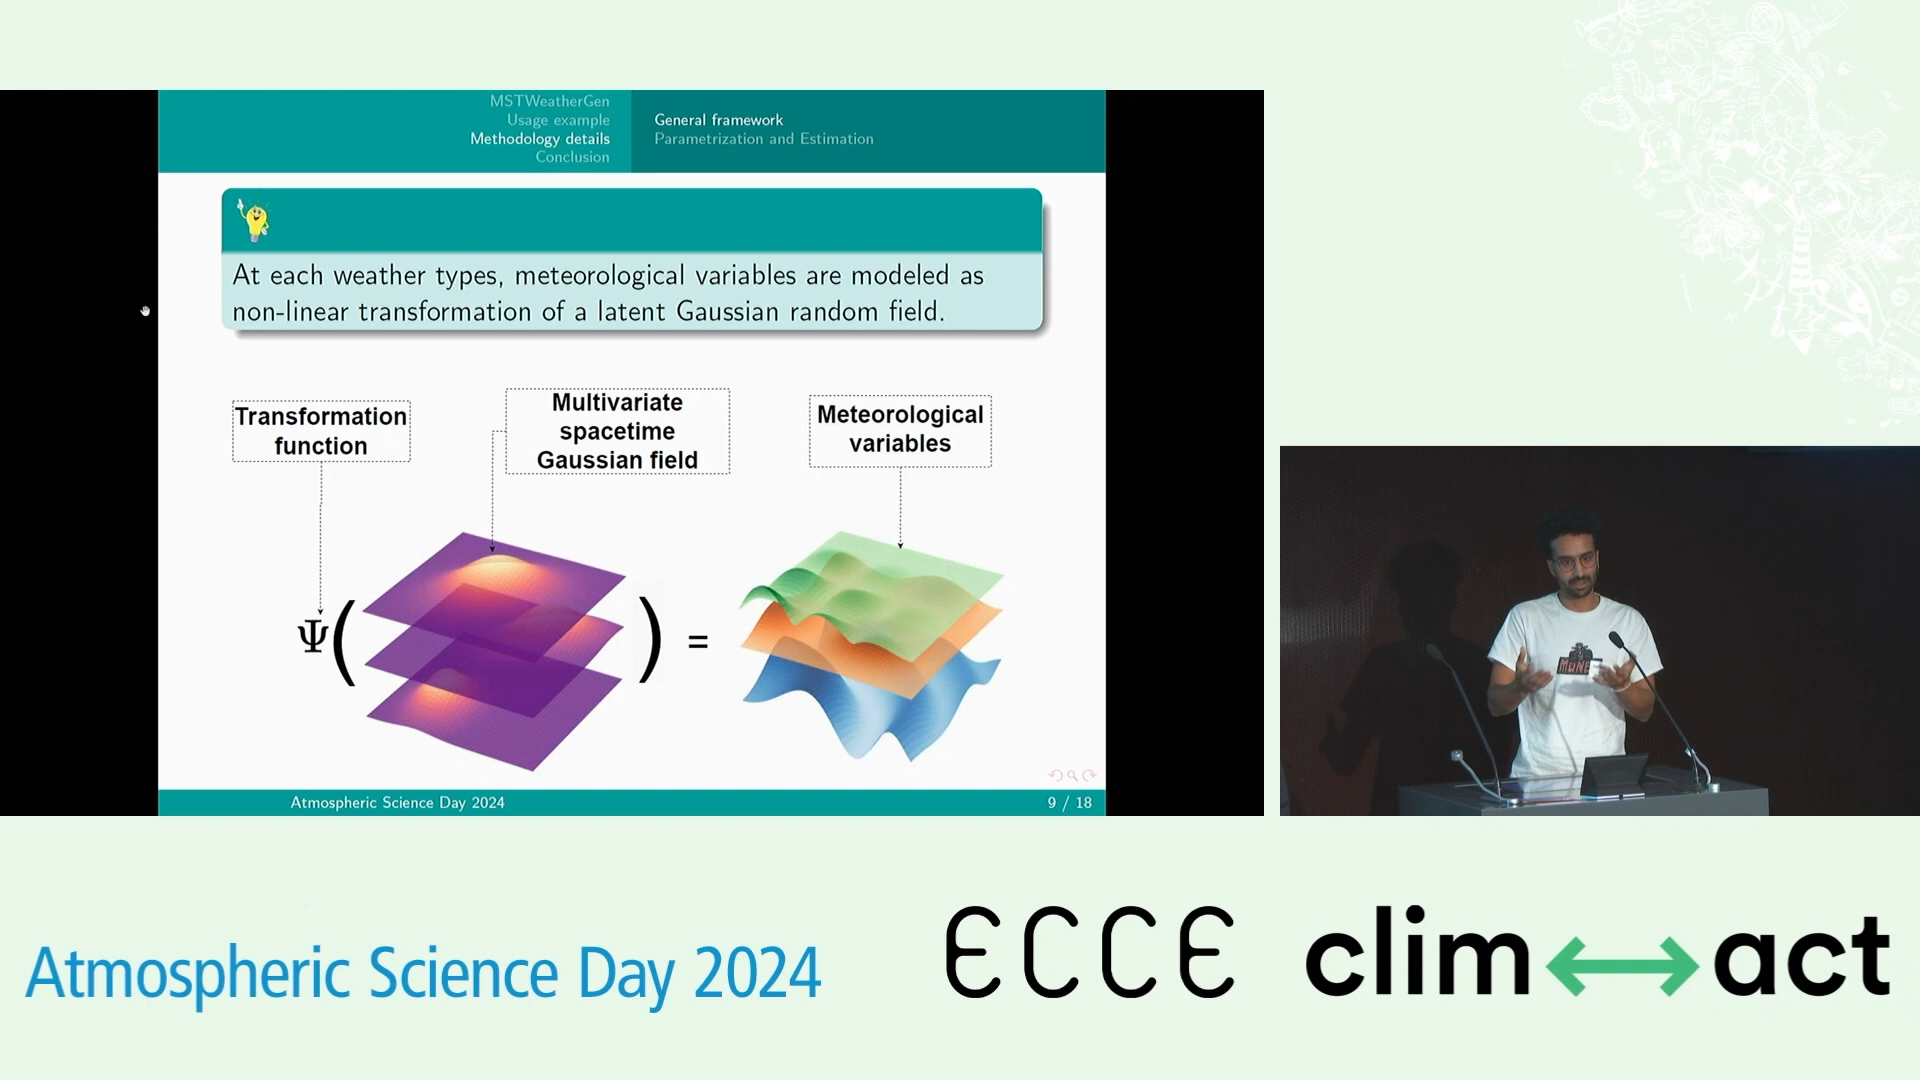 MSTWeatherGen
Usage example
Methodology details
Conclusion
General framework
Parametrization and Estimation
At each weather types, meteorological variables are modeled as
non-linear transformation of a latent Gaussian random field.
Transformation
function
Multivariate
spacetime
Gaussian field
Meteorological
variables
Ψ( ) =
Atmospheric Science Day 2024
9 / 18
Atmospheric Science Day 2024
ECCE
clim act